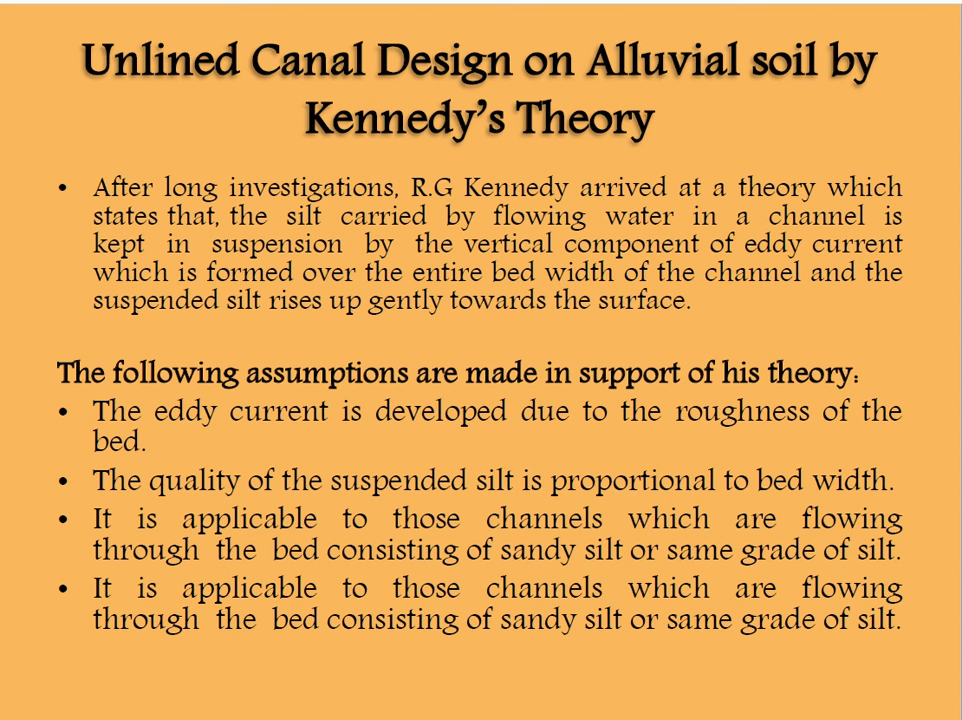 Unlined Canal Design on Alluvial soil by
Kennedy's Theory
• After long investigations, R.G Kennedy arrived at a theory which
states that, the silt carried by flowing water in a channel is
kept in suspension by the vertical component of eddy current
which is formed over the entire bed width of the channel and the
suspended silt rises up gently towards the surface.
The following assumptions are made in support of his theory:
• The eddy current is developed due to the roughness of the
bed.
• The quality of the suspended silt is proportional to bed width.
• It is applicable to those channels which are flowing
through the bed consisting of sandy silt or same grade of silt.
• It is applicable to those channels which are flowing
through the bed consisting of sandy silt or same grade of silt.